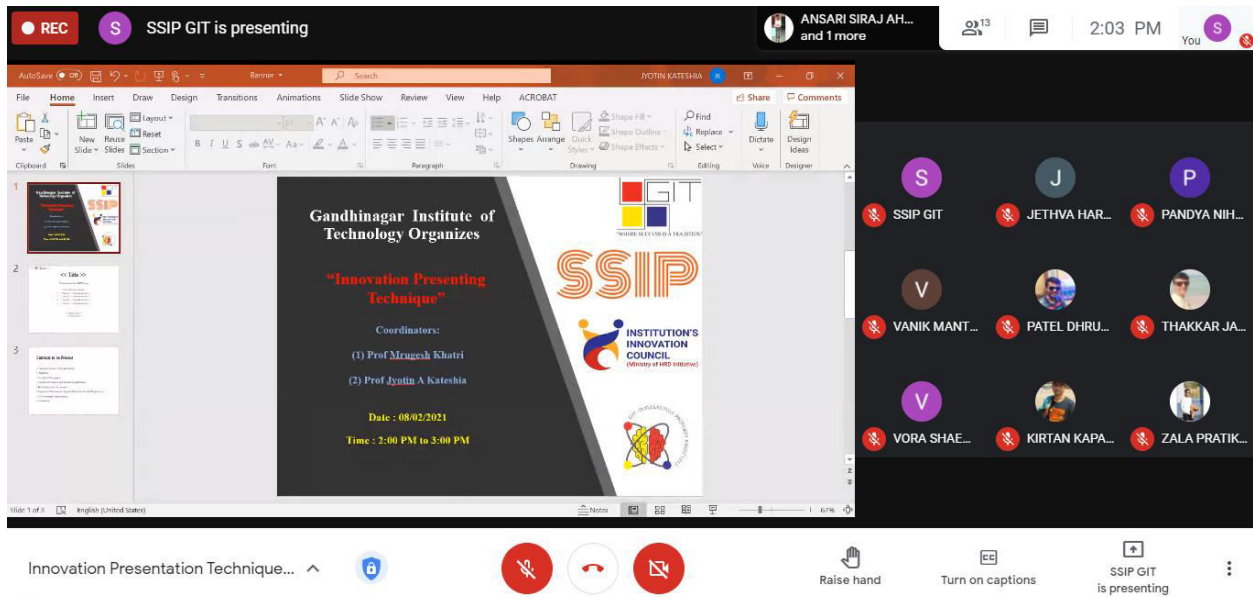 REC
S
SSIP GIT is presenting
ANSARI SIRAJ AH...
and 1 more
13
2:03 PM
You
S
AutoSave
Off
Banner
Search
JYOTIN KATESHIA
File Home Insert Draw Design Transitions Animations Slide Show Review View Help ACROBAT
Share
Comments
Paste
New
Slide
Reuse
Slides
Layout
Reset
Section
Shapes Arrange Quick
Styles
Shape Fill
Shape Outline
Shape Effects
Find
Replace
Select
Dictate
Design
Ideas
Clipboard
Slides
Font
Paragraph
Drawing
Editing
Voice
Designer
1
2
<< Title >>
3
Gandhinagar Institute of
Technology Organizes
“Innovation Presenting
Technique”
Coordinators:
(1) Prof Mrugesh Khatri
(2) Prof Jyotin A Kateshia
Date : 08/02/2021
Time : 2:00 PM to 3:00 PM
GIT
"WHERE SUCCESS IS A TRADITION"
SSIP
INSTITUTION'S
INNOVATION
COUNCIL
(Ministry of HRD Initiative)
Slide 1 of 3
English (United States)
Notes
67%
S
SSIP GIT
J
JETHVA HAR...
P
PANDYA NIH...
V
VANIK MANT...
PATEL DHRU...
THAKKAR JA...
V
VORA SHAE...
KIRTAN KAPA...
ZALA PRATIK...
Innovation Presentation Technique...
Raise hand
CC
Turn on captions
SSIP GIT
is presenting